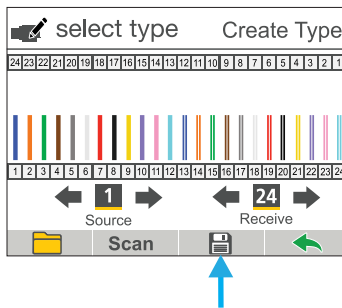 select type Create Type
24 23 22 21 20 19 18 17 16 15 14 13 12 11 10 9 8 7 6 5 4 3 2 1
1 2 3 4 5 6 7 8 9 10 11 12 13 14 15 16 17 18 19 20 21 22 23 24
1 24
Source Receive
Scan